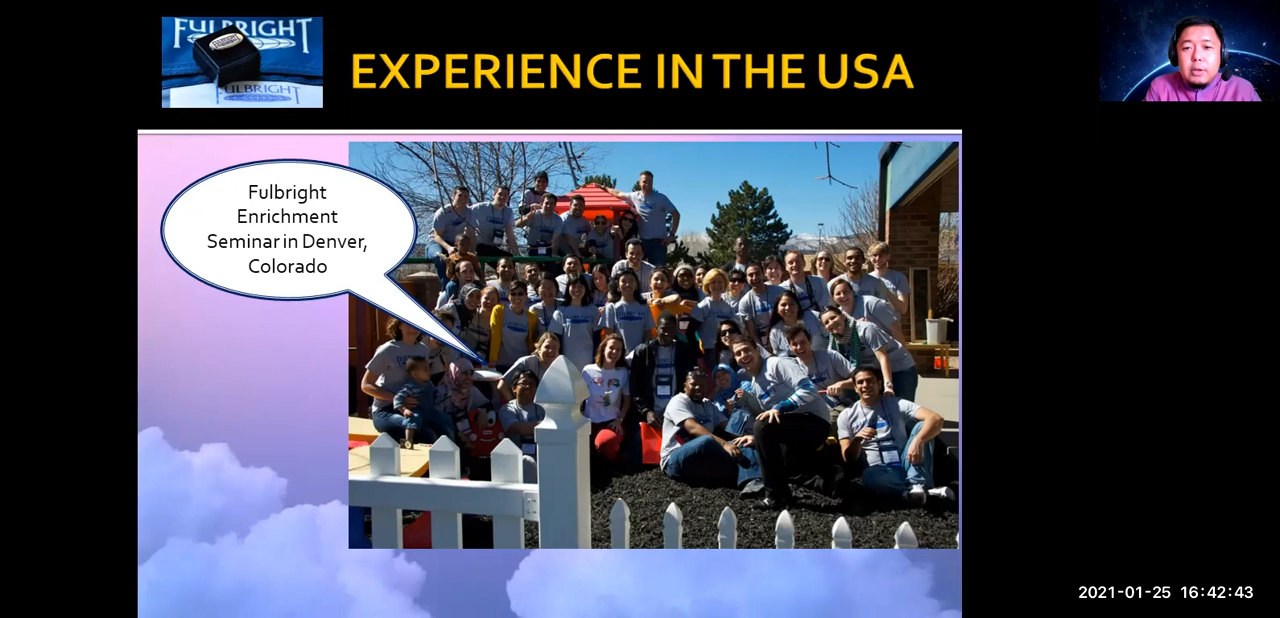 FULBRIGHT
FULBRIGHT
EXPERIENCE IN THE USA
Fulbright
Enrichment
Seminar in Denver,
Colorado
2021-01-25 16:42:43